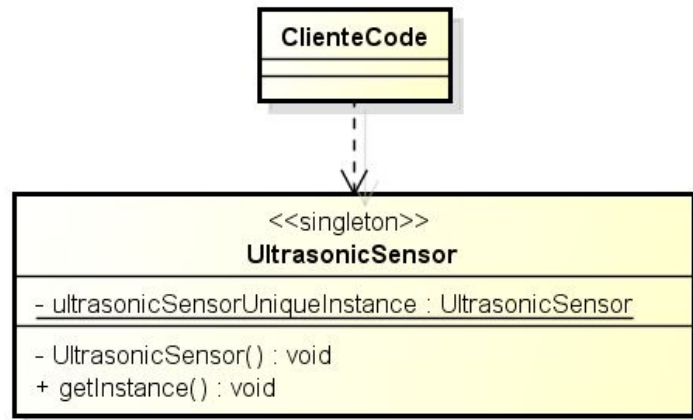 ClienteCode
<<singleton>>
UltrasonicSensor
- ultrasonicSensorUniqueInstance : UltrasonicSensor
- UltrasonicSensor() : void
+ getInstance() : void